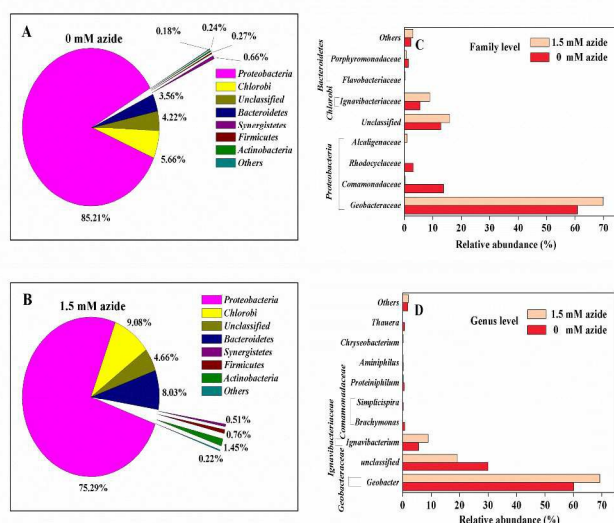 A
0 mM azide
0.18%
0.24%
0.27%
0.66%
3.56%
4.22%
5.66%
85.21%
Proteobacteria
Chlorobi
Unclassified
Bacteroidetes
Synergistetes
Firmicutes
Actinobacteria
Others
B
1.5 mM azide
9.08%
4.66%
8.03%
0.51%
0.76%
1.45%
0.22%
75.29%
Proteobacteria
Chlorobi
Unclassified
Bacteroidetes
Synergistetes
Firmicutes
Actinobacteria
Others
C
Family level
1.5 mM azide
0 mM azide
Bacteroidetes
Chlorobi
Proteobacteria
Others
Porphyromonadaceae
Flavobacteriaceae
Ignavibacteriaceae
Unclassified
Alcaligenaceae
Rhodocyclaceae
Comamonadaceae
Geobacteraceae
0 10 20 30 40 50 60 70
Relative abundance (%)
D
Genus level
1.5 mM azide
0 mM azide
Comamonadaceae
Ignavibacteriaceae
Geobacteraceae
Others
Thauera
Chryseobacterium
Aminiphilus
Proteiniphilum
Simplicispira
Brachymonas
Ignavibacterium
unclassified
Geobacter
0 10 20 30 40 50 60 70
Relative abundance (%)